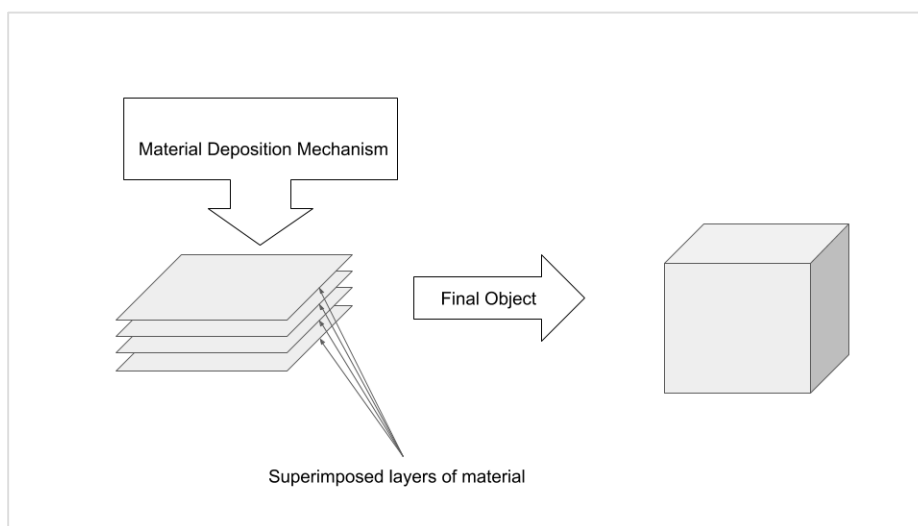 Material Deposition Mechanism
Final Object
Superimposed layers of material